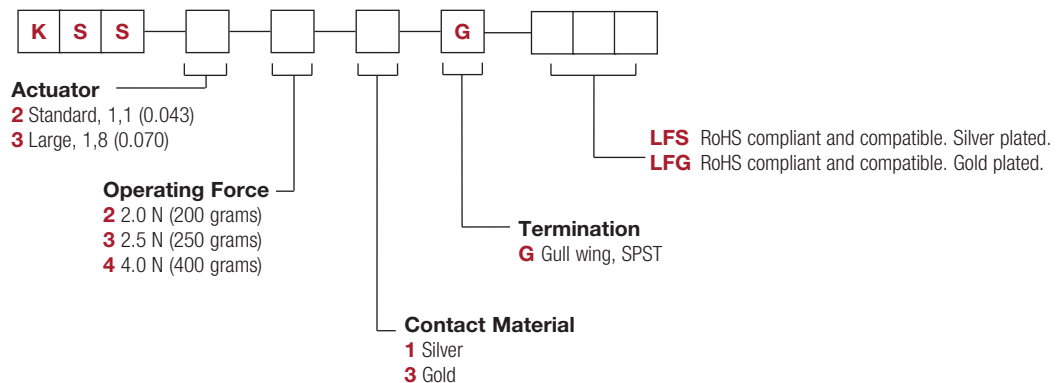 K S S G
Actuator
2 Standard, 1,1 (0.043)
3 Large, 1,8 (0.070)
LFS RoHS compliant and compatible. Silver plated.
LFG RoHS compliant and compatible. Gold plated.
Operating Force
2 2.0 N (200 grams)
3 2.5 N (250 grams)
4 4.0 N (400 grams)
Termination
G Gull wing, SPST
Contact Material
1 Silver
3 Gold